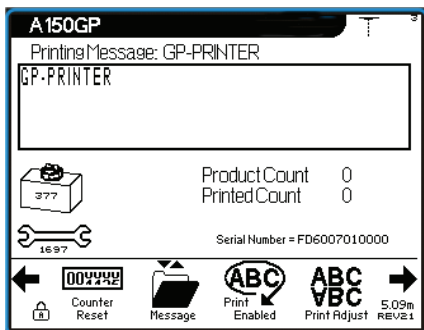 A150GP
3
Printing Message: GP-PRINTER
GP-PRINTER
377
Product Count 0
Printed Count 0
1697
Serial Number = FD6007010000
ABC
ABC
Counter Reset
Message
Print Enabled
Print Adjust
5.09m
REV21
A